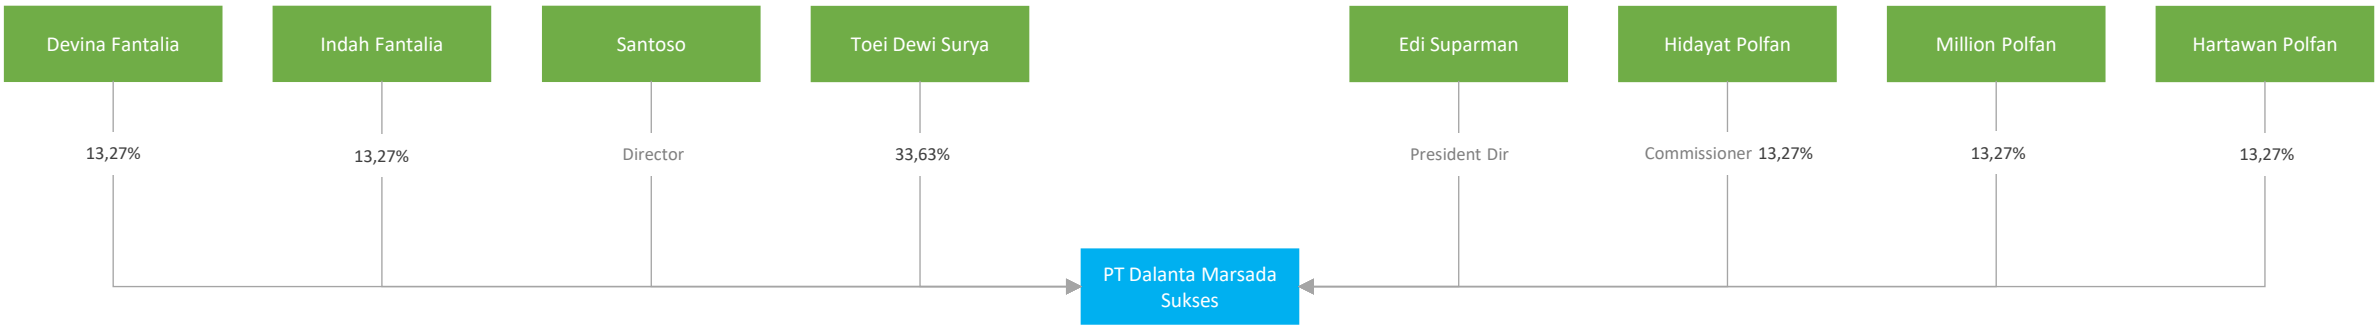 Devina Fantalia
Indah Fantalia
Santoso
Toei Dewi Surya
Edi Suparman
Hidayat Polfan
Million Polfan
Hartawan Polfan
13,27%
13,27%
Director
33,63%
President Dir
Commissioner 13,27%
13,27%
13,27%
PT Dalanta Marsada
Sukses